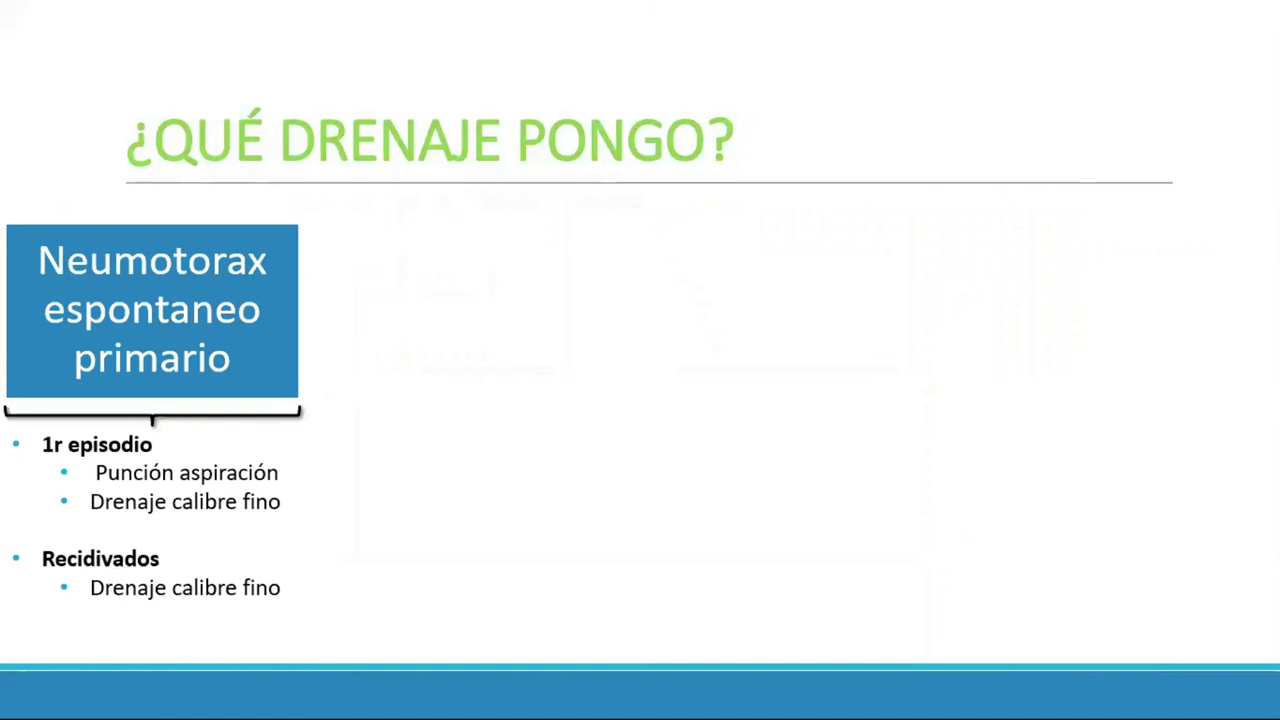 ¿QUÉ DRENAJE PONGO?
Neumotorax
espontaneo
primario
• 1r episodio
• Punción aspiración
• Drenaje calibre fino
• Recidivados
• Drenaje calibre fino